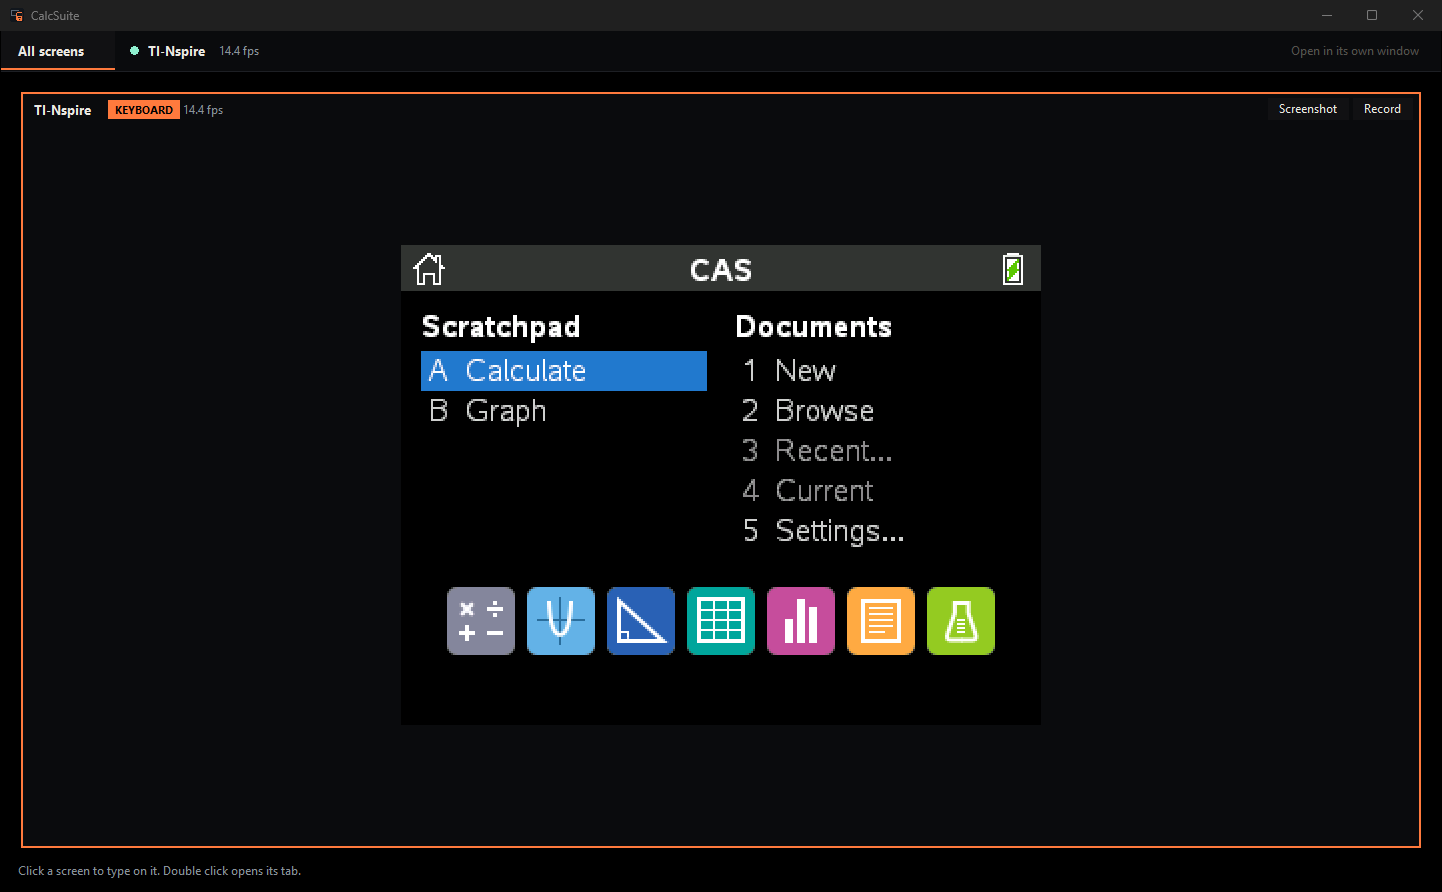 CalcSuite
All screens
TI-Nspire 14.4 fps
Open in its own window
TI-Nspire KEYBOARD 14.4 fps
Screenshot Record
CAS
Scratchpad
A Calculate
B Graph
Documents
1 New
2 Browse
3 Recent...
4 Current
5 Settings...
Click a screen to type on it. Double click opens its tab.